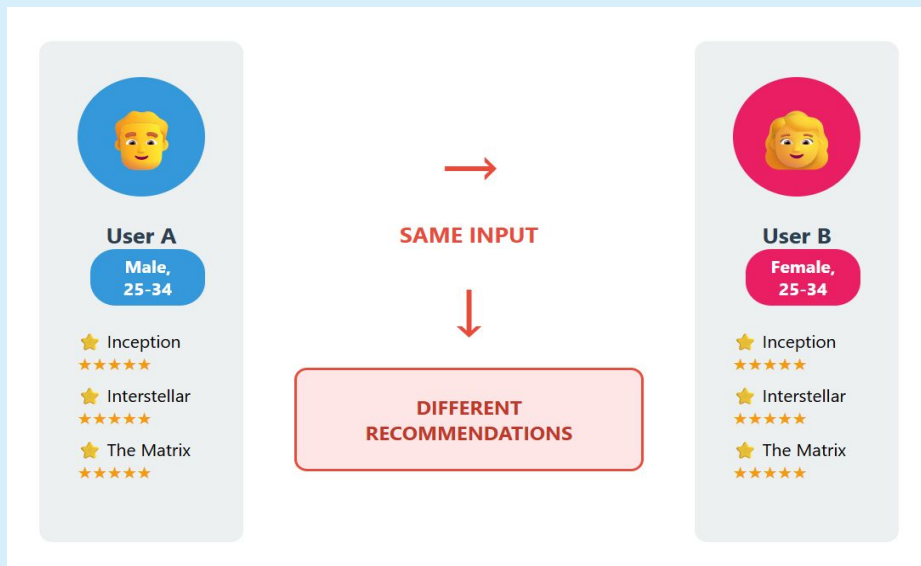 User A
Male,
25-34
Inception
★★★★★
Interstellar
★★★★★
The Matrix
★★★★★
→
SAME INPUT
↓
DIFFERENT
RECOMMENDATIONS
User B
Female,
25-34
Inception
★★★★★
Interstellar
★★★★★
The Matrix
★★★★★